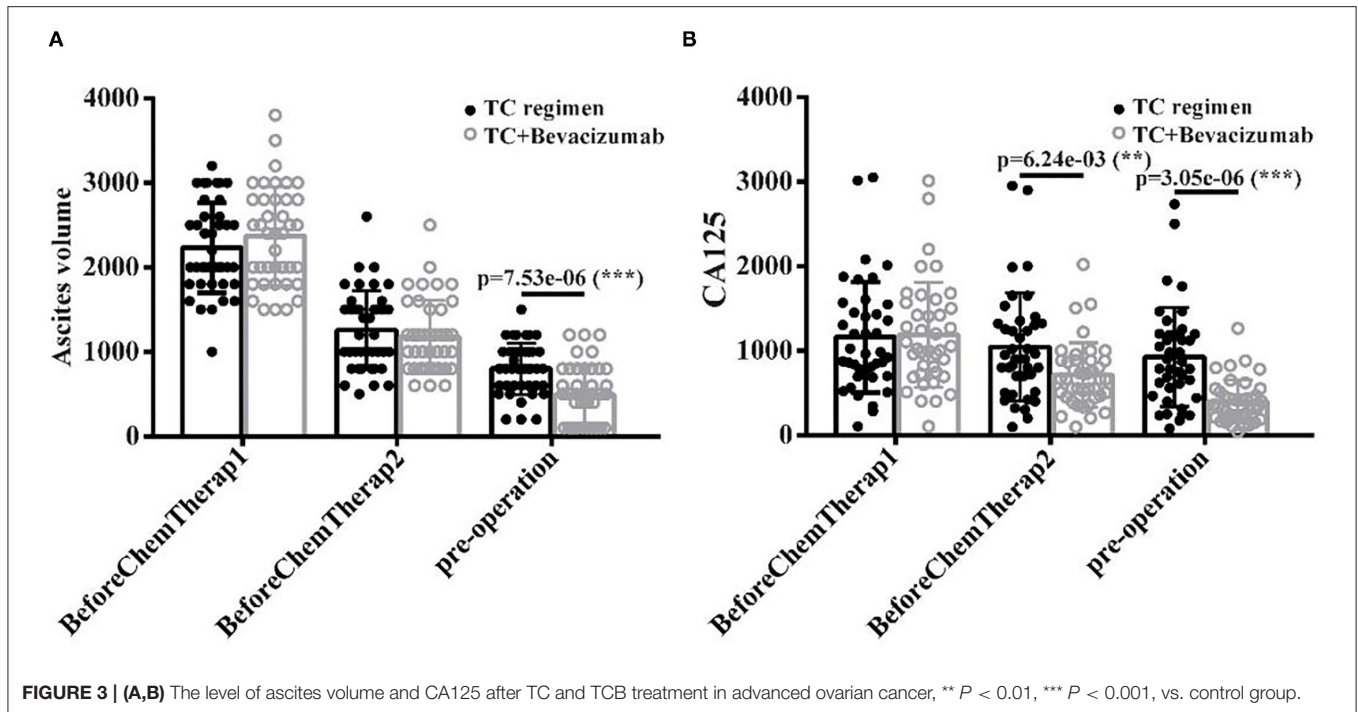 A
Ascites volume
4000
3000
2000
1000
0
TC regimen
TC+Bevacizumab
p=7.53e-06 (***)
BeforeChemTherap1
BeforeChemTherap2
pre-operation
B
CA125
4000
3000
2000
1000
0
TC regimen
TC+Bevacizumab
p=6.24e-03 (**)
p=3.05e-06 (***)
BeforeChemTherap1
BeforeChemTherap2
pre-operation
FIGURE 3 | (A,B) The level of ascites volume and CA125 after TC and TCB treatment in advanced ovarian cancer, ** P < 0.01, *** P < 0.001, vs. control group.